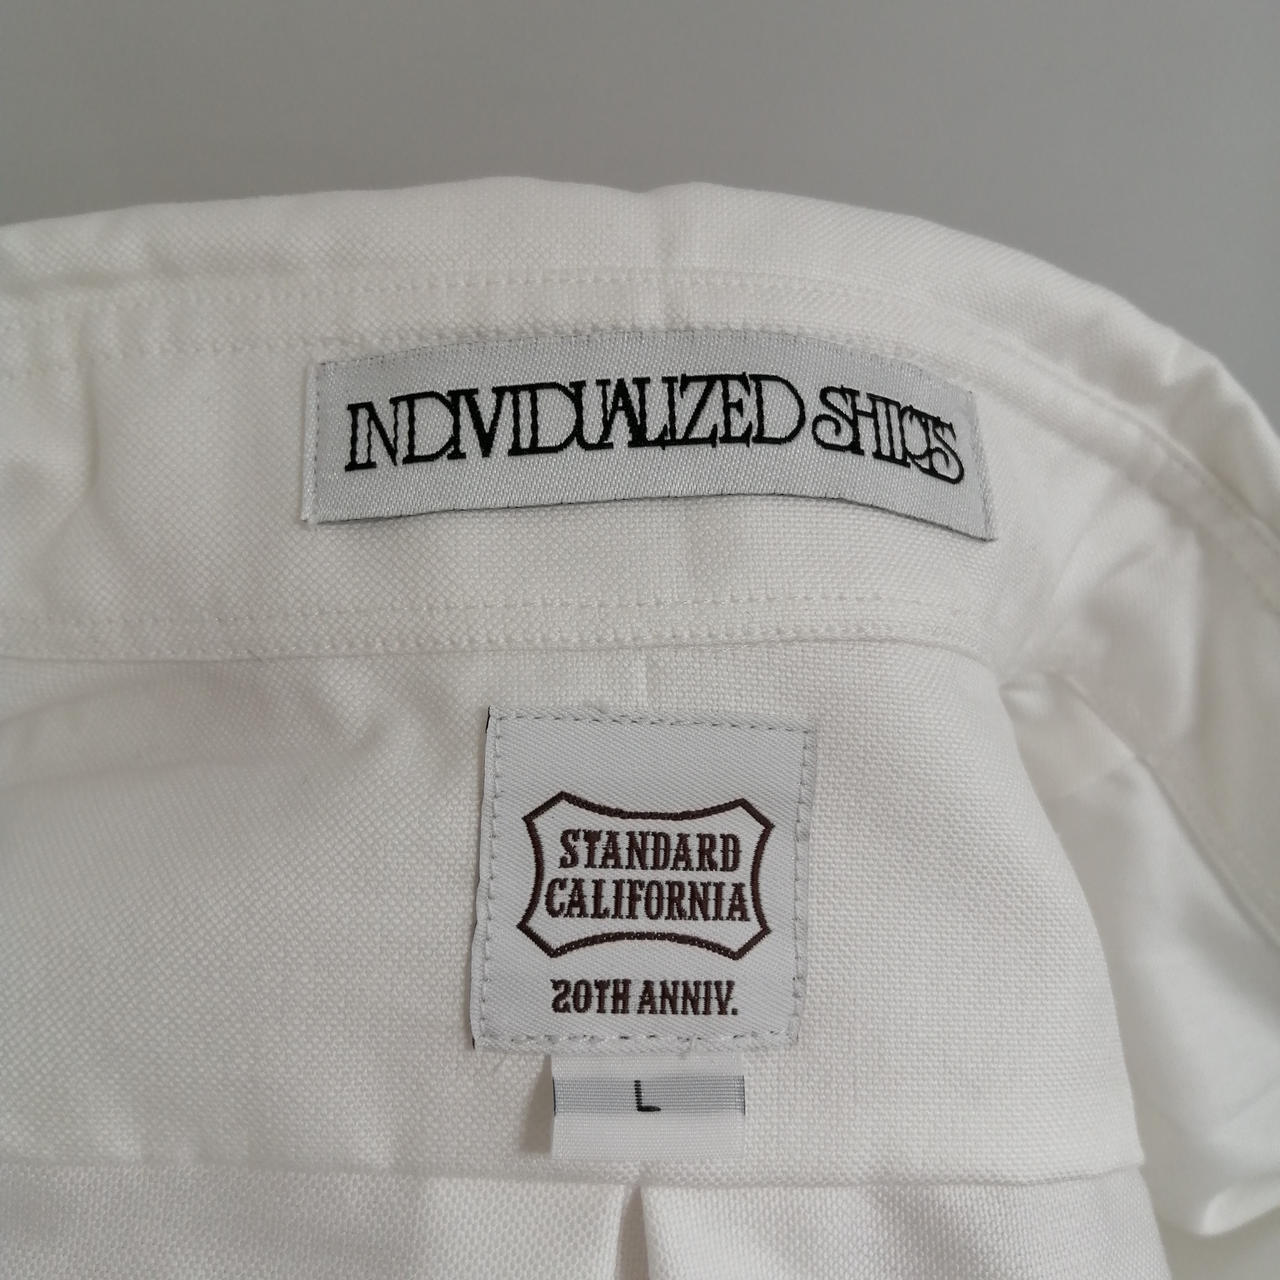 INDIVIDUALIZED SHIRTS
STANDARD
CALIFORNIA
20TH ANNIV.
L